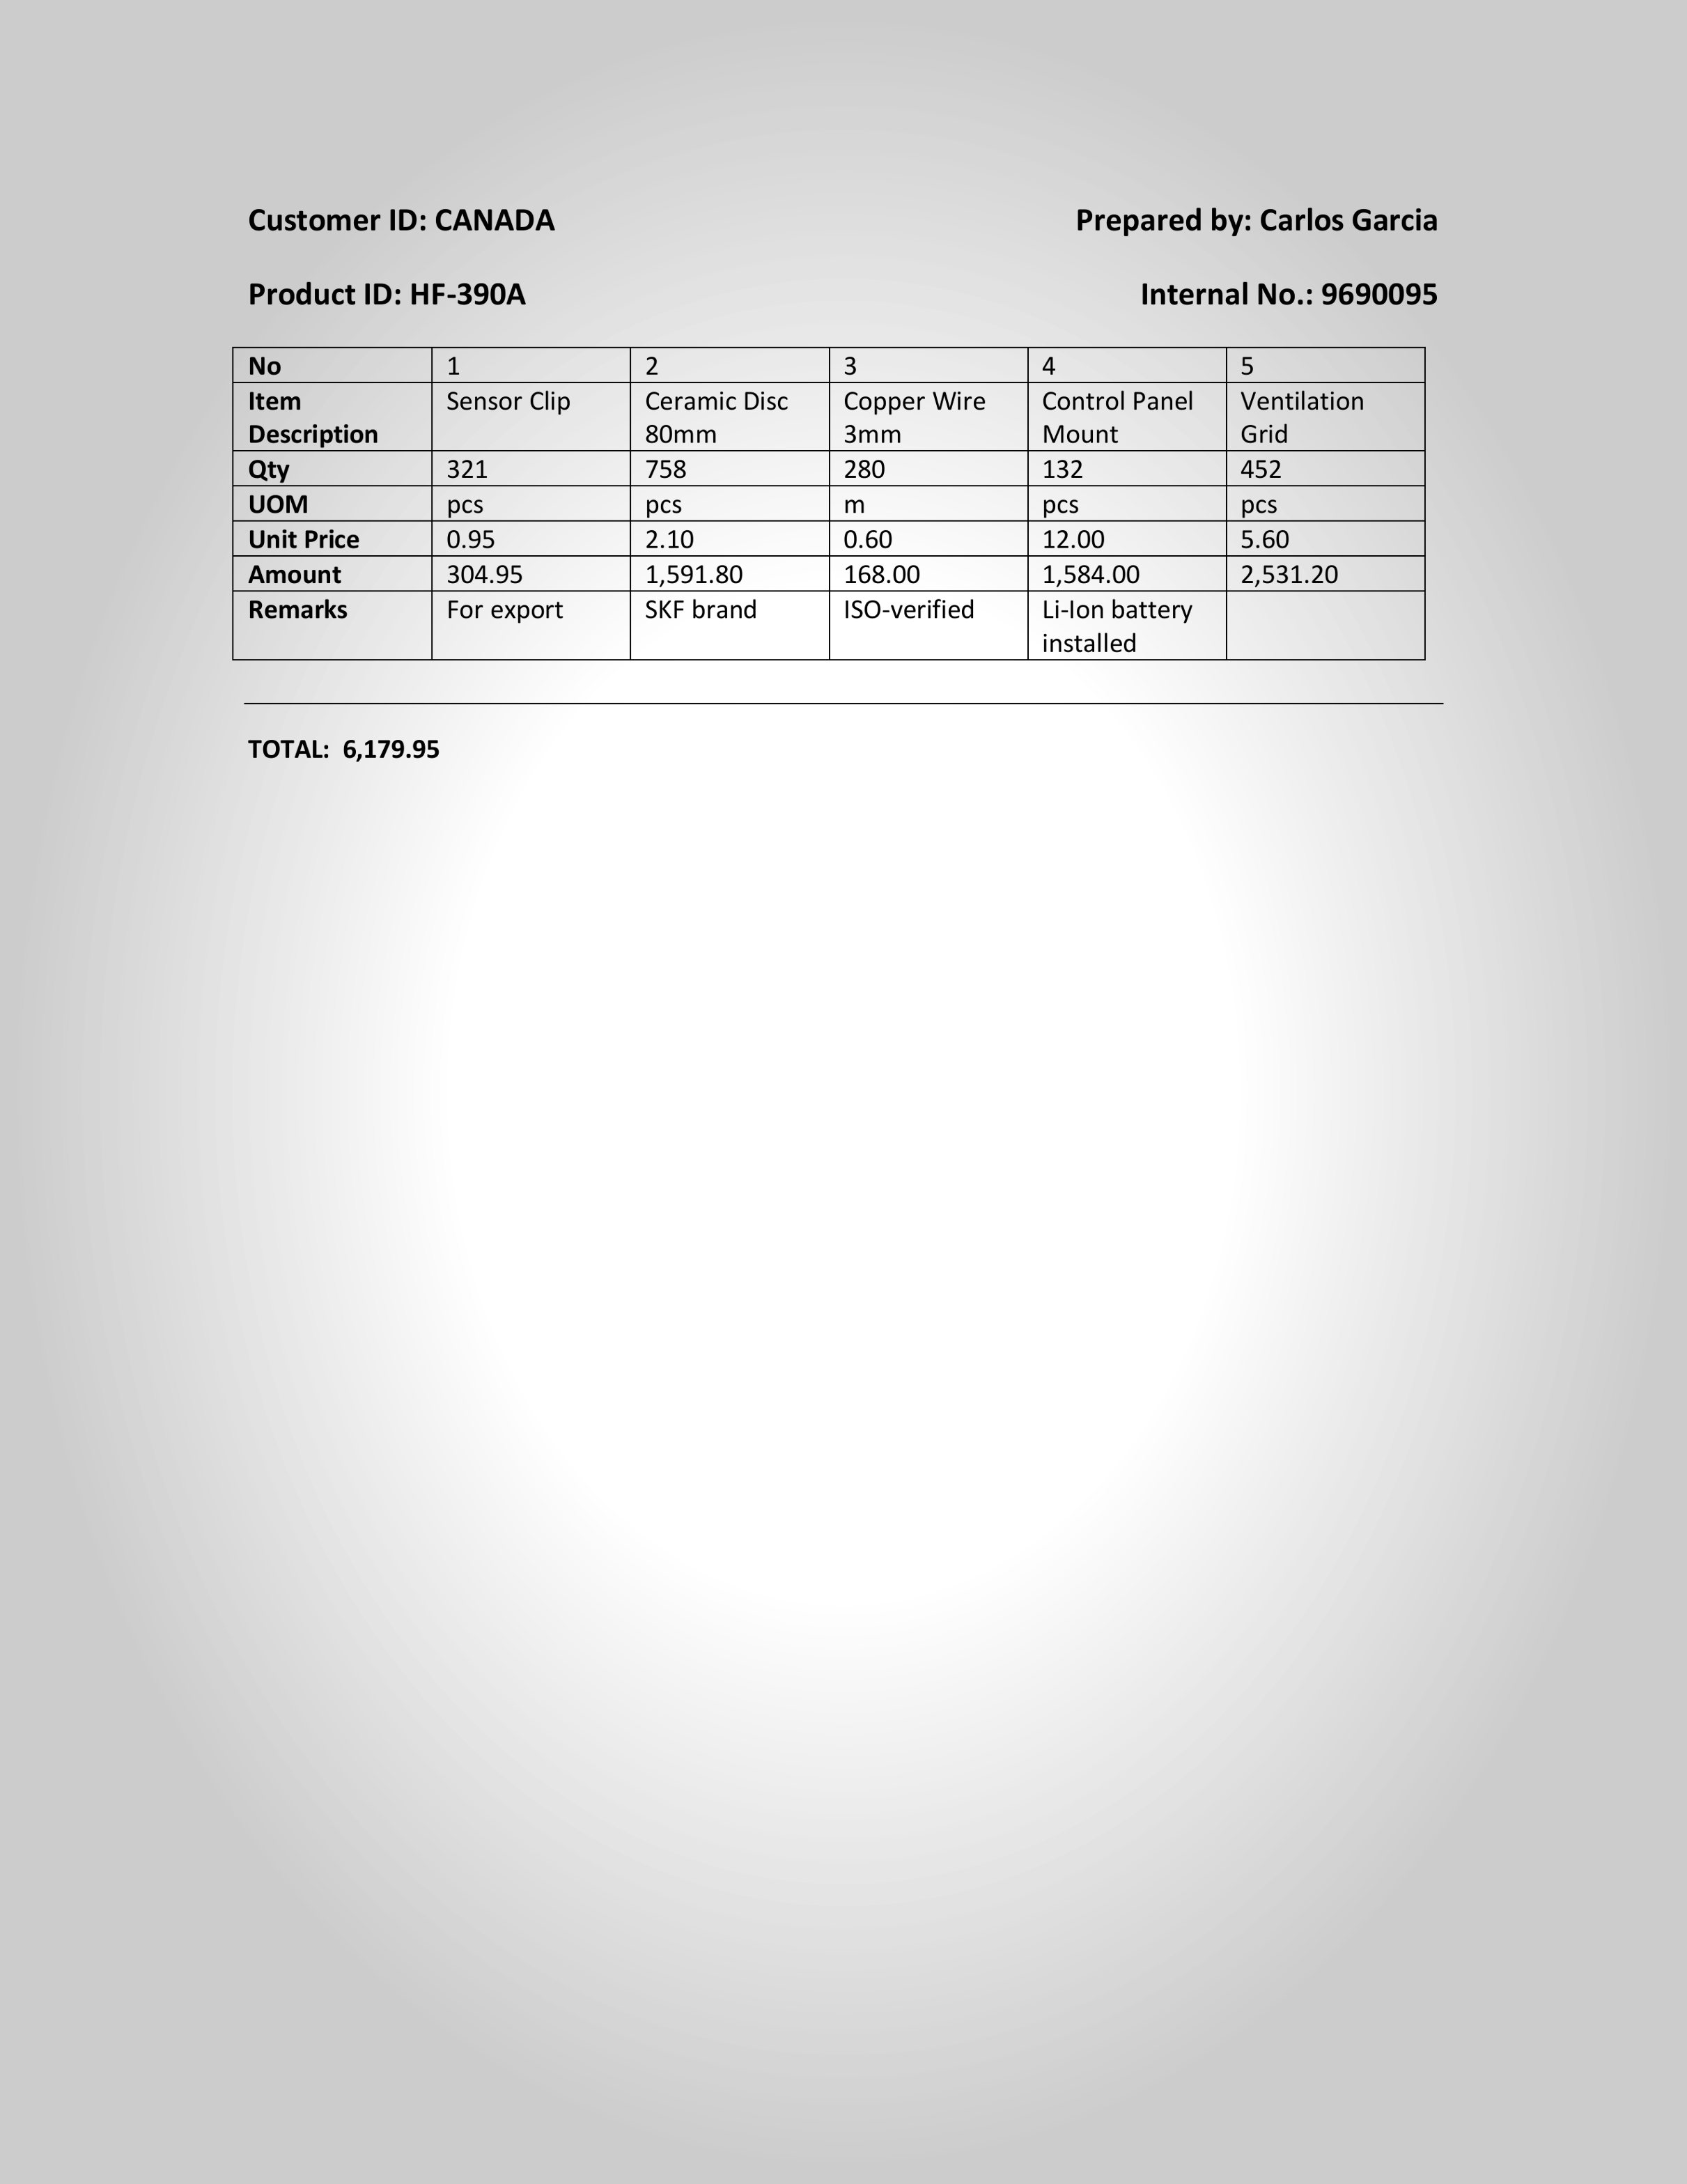 Customer ID: CANADA Prepared by: Carlos Garcia
Product ID: HF-390A Internal No.: 9690095
No 1 2 3 4 5
Item Description Sensor Clip Ceramic Disc 80mm Copper Wire 3mm Control Panel Mount Ventilation Grid
Qty 321 758 280 132 452
UOM pcs pcs m pcs pcs
Unit Price 0.95 2.10 0.60 12.00 5.60
Amount 304.95 1,591.80 168.00 1,584.00 2,531.20
Remarks For export SKF brand ISO-verified Li-Ion battery installed
TOTAL: 6,179.95